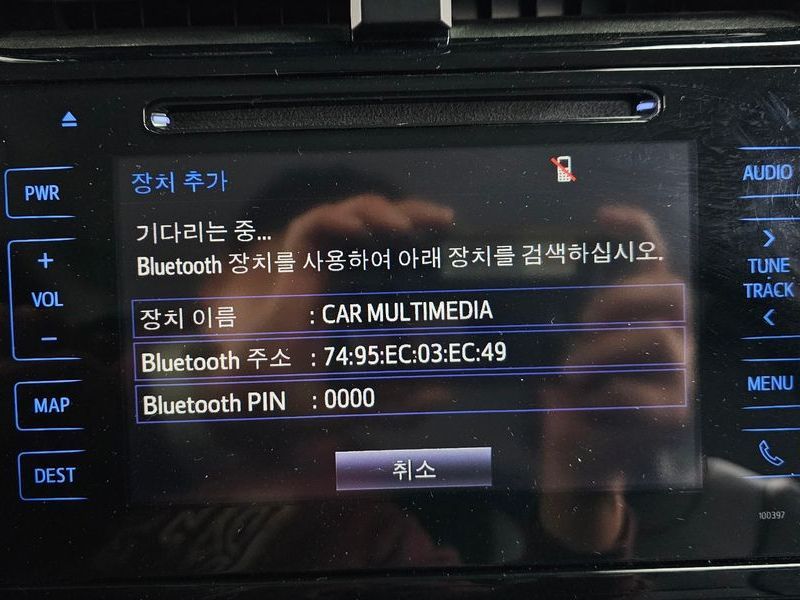 장치 추가
기다리는 중...
Bluetooth 장치를 사용하여 아래 장치를 검색하십시오.
장치 이름 : CAR MULTIMEDIA
Bluetooth 주소 : 74:95:EC:03:EC:49
Bluetooth PIN : 0000
취소
PWR
+
VOL
−
MAP
DEST
AUDIO
>
TUNE
TRACK
<
MENU
100397